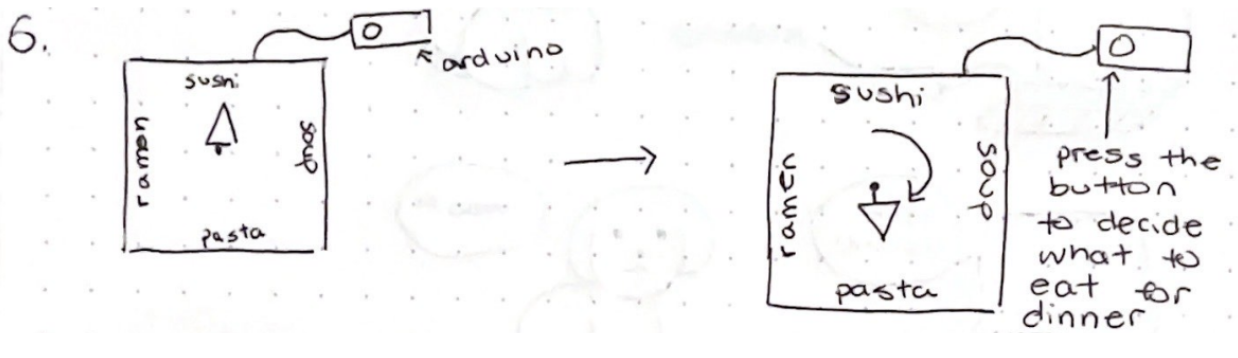 6.
arduino
sushi
ramen
soup
pasta
sushi
ramen
soup
pasta
press the
button
to decide
what to
eat for
dinner